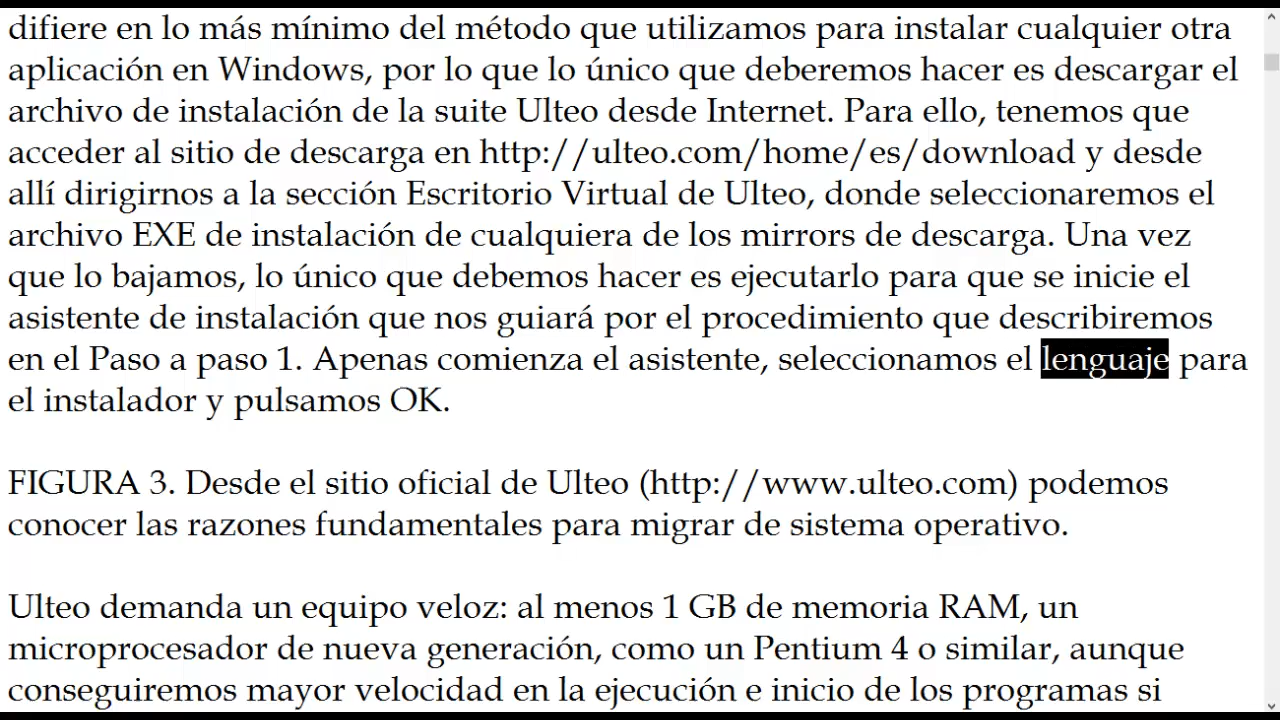 difiere en lo más mínimo del método que utilizamos para instalar cualquier otra
aplicación en Windows, por lo que lo único que deberemos hacer es descargar el
archivo de instalación de la suite Ulteo desde Internet. Para ello, tenemos que
acceder al sitio de descarga en http://ulteo.com/home/es/download y desde
allí dirigirnos a la sección Escritorio Virtual de Ulteo, donde seleccionaremos el
archivo EXE de instalación de cualquiera de los mirrors de descarga. Una vez
que lo bajamos, lo único que debemos hacer es ejecutarlo para que se inicie el
asistente de instalación que nos guiará por el procedimiento que describiremos
en el Paso a paso 1. Apenas comienza el asistente, seleccionamos el lenguaje para
el instalador y pulsamos OK.
FIGURA 3. Desde el sitio oficial de Ulteo (http://www.ulteo.com) podemos
conocer las razones fundamentales para migrar de sistema operativo.
Ulteo demanda un equipo veloz: al menos 1 GB de memoria RAM, un
microprocesador de nueva generación, como un Pentium 4 o similar, aunque
conseguiremos mayor velocidad en la ejecución e inicio de los programas si